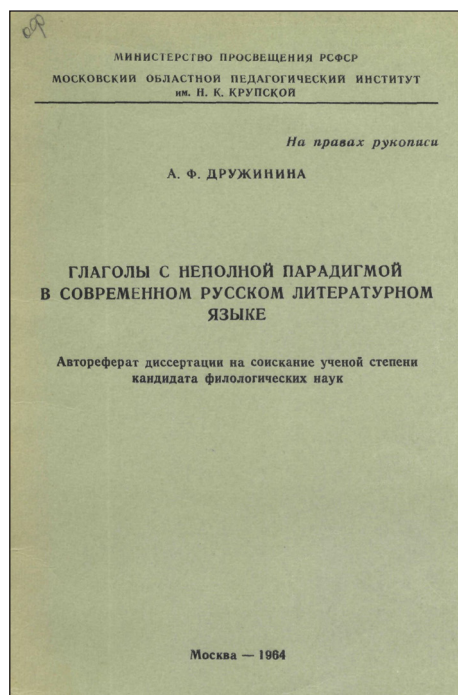 оф
МИНИСТЕРСТВО ПРОСВЕЩЕНИЯ РСФСР
МОСКОВСКИЙ ОБЛАСТНОЙ ПЕДАГОГИЧЕСКИЙ ИНСТИТУТ
им. Н. К. КРУПСКОЙ
На правах рукописи
А. Ф. ДРУЖИНИНА
ГЛАГОЛЫ С НЕПОЛНОЙ ПАРАДИГМОЙ
В СОВРЕМЕННОМ РУССКОМ ЛИТЕРАТУРНОМ
ЯЗЫКЕ
Автореферат диссертации на соискание ученой степени
кандидата филологических наук
Москва — 1964